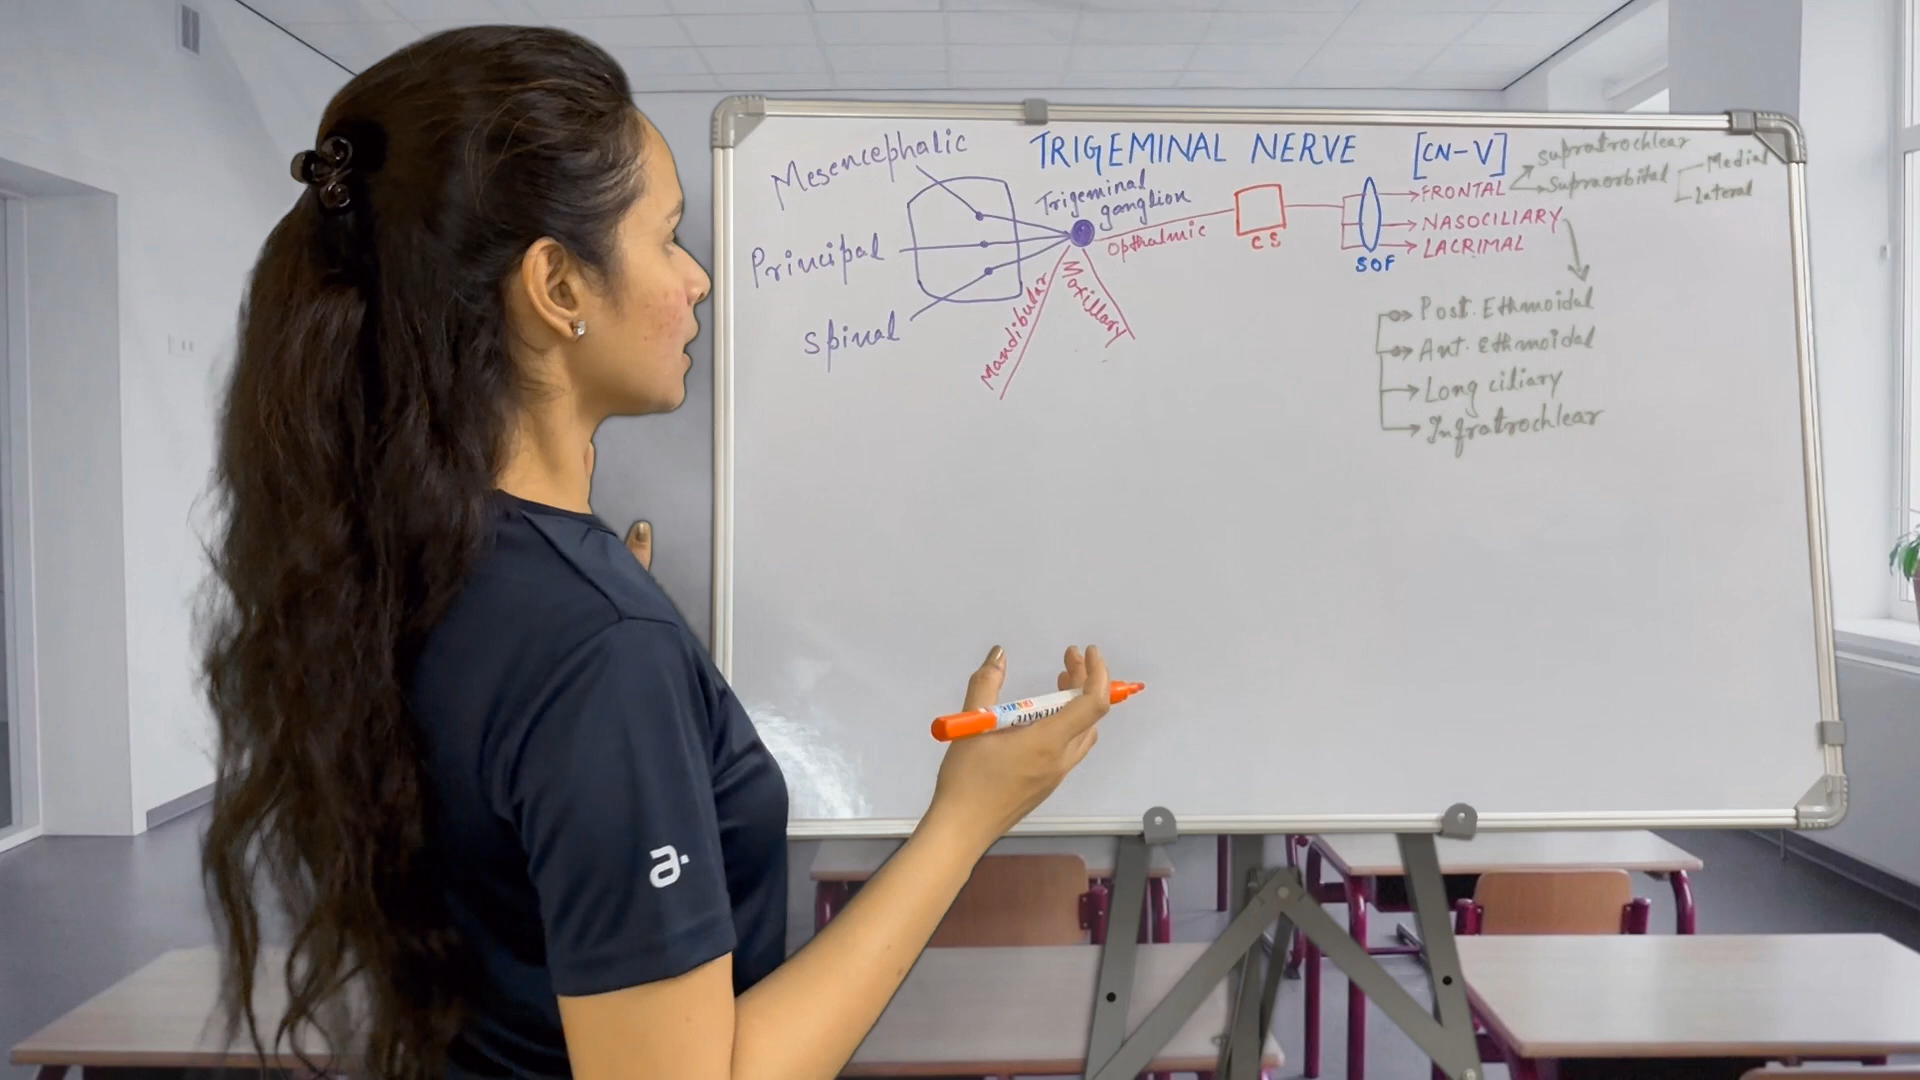 TRIGEMINAL NERVE [CN-V]
Mesencephalic
Principal
Spinal
Trigeminal
ganglion
Opthalmic
Maxillary
Mandibular
CS
SOF
FRONTAL
NASOCILIARY
LACRIMAL
Supratrochlear
Supraorbital
Medial
Lateral
Post. Ethmoidal
Ant. Ethmoidal
Long ciliary
Infratrochlear
a.